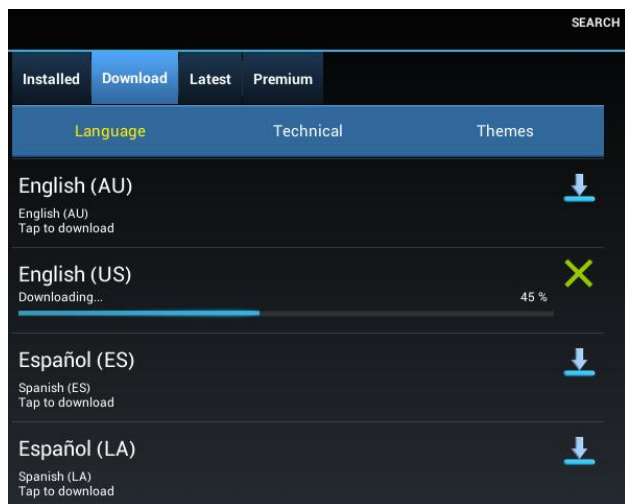 SEARCH
Installed Download Latest Premium
Language Technical Themes
English (AU)
English (AU)
Tap to download
English (US)
Downloading... 45 %
Español (ES)
Spanish (ES)
Tap to download
Español (LA)
Spanish (LA)
Tap to download